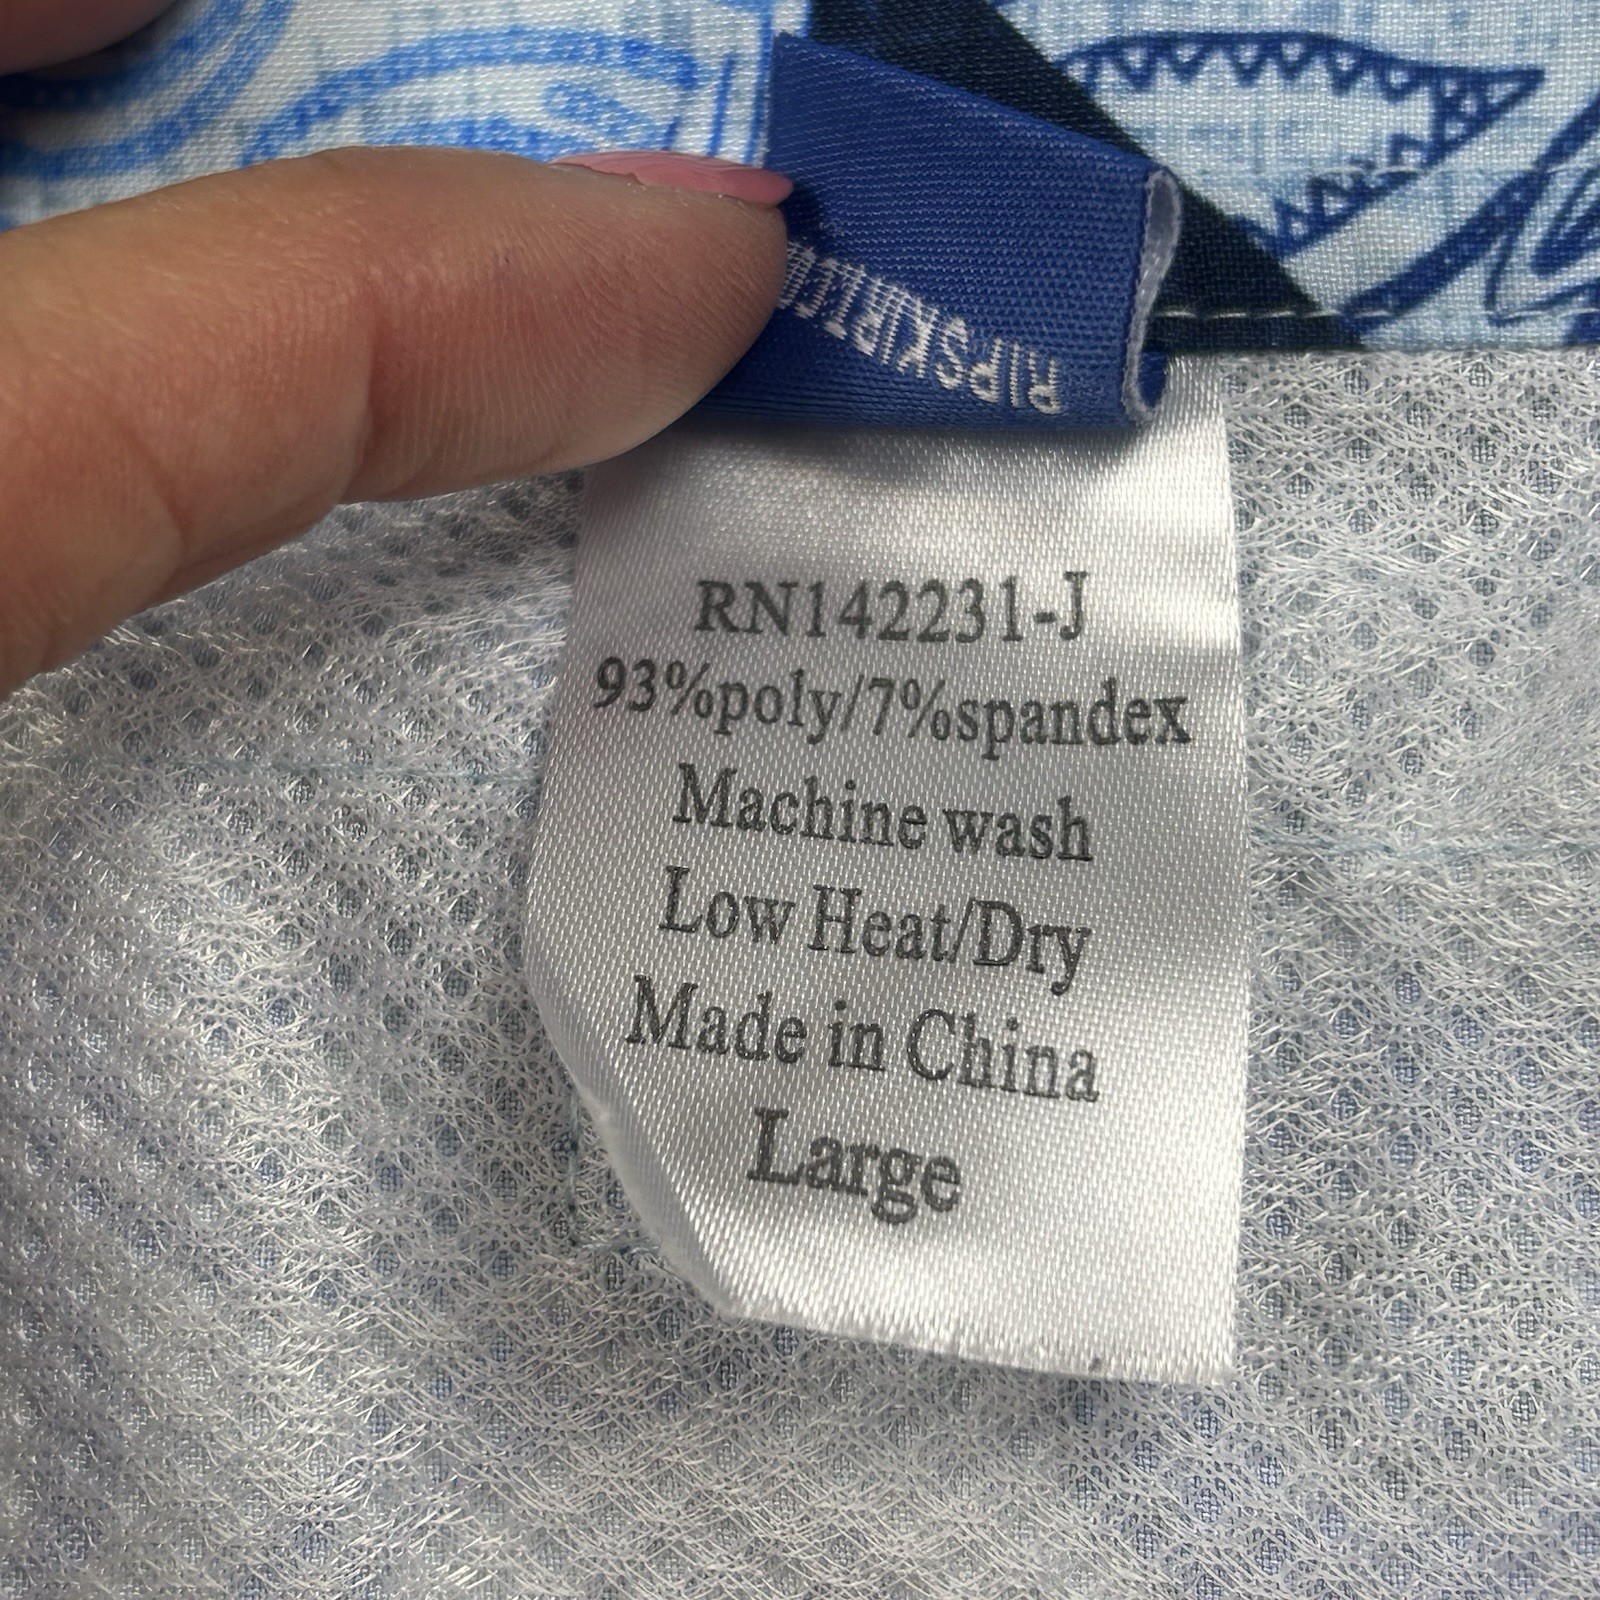 RIPSKIRT.CO
RN142231-J
93%poly/7%spandex
Machine wash
Low Heat/Dry
Made in China
Large